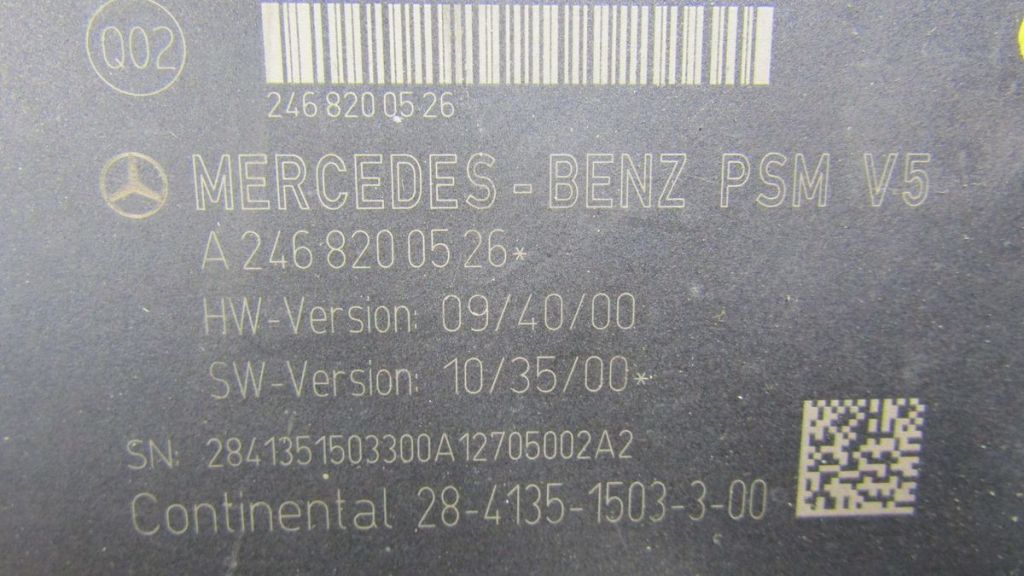 Q02
246 820 05 26
MERCEDES-BENZ PSM V5
A 246 820 05 26*
HW-Version: 09/40/00
SW-Version: 10/35/00*
SN: 2841351503300A12705002A2
Continental 28-4135-1503-3-00